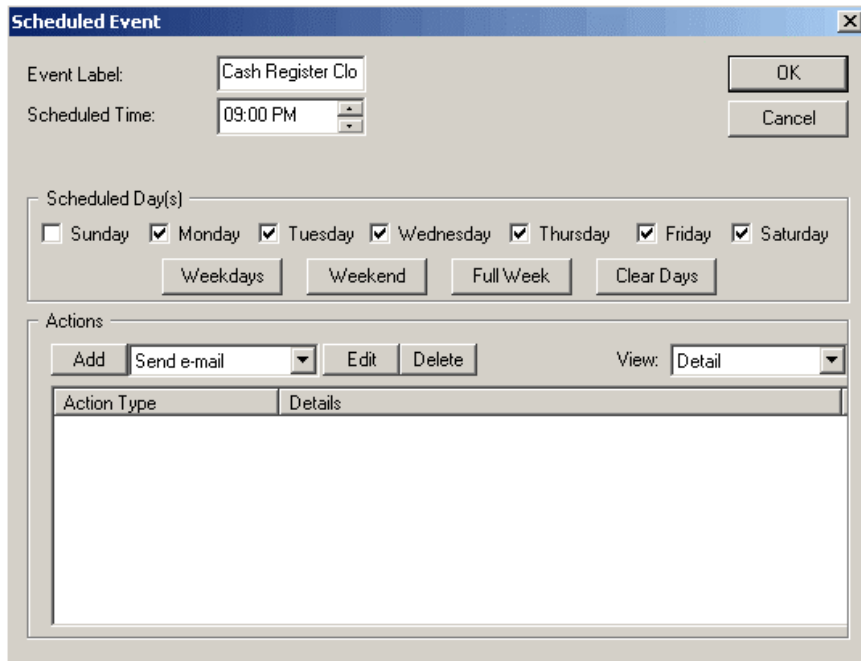 Scheduled Event
Event Label: Cash Register Clo OK
Scheduled Time: 09:00 PM Cancel
Scheduled Day(s)
Sunday Monday Tuesday Wednesday Thursday Friday Saturday
Weekdays Weekend Full Week Clear Days
Actions
Add Send e-mail Edit Delete View: Detail
Action Type Details